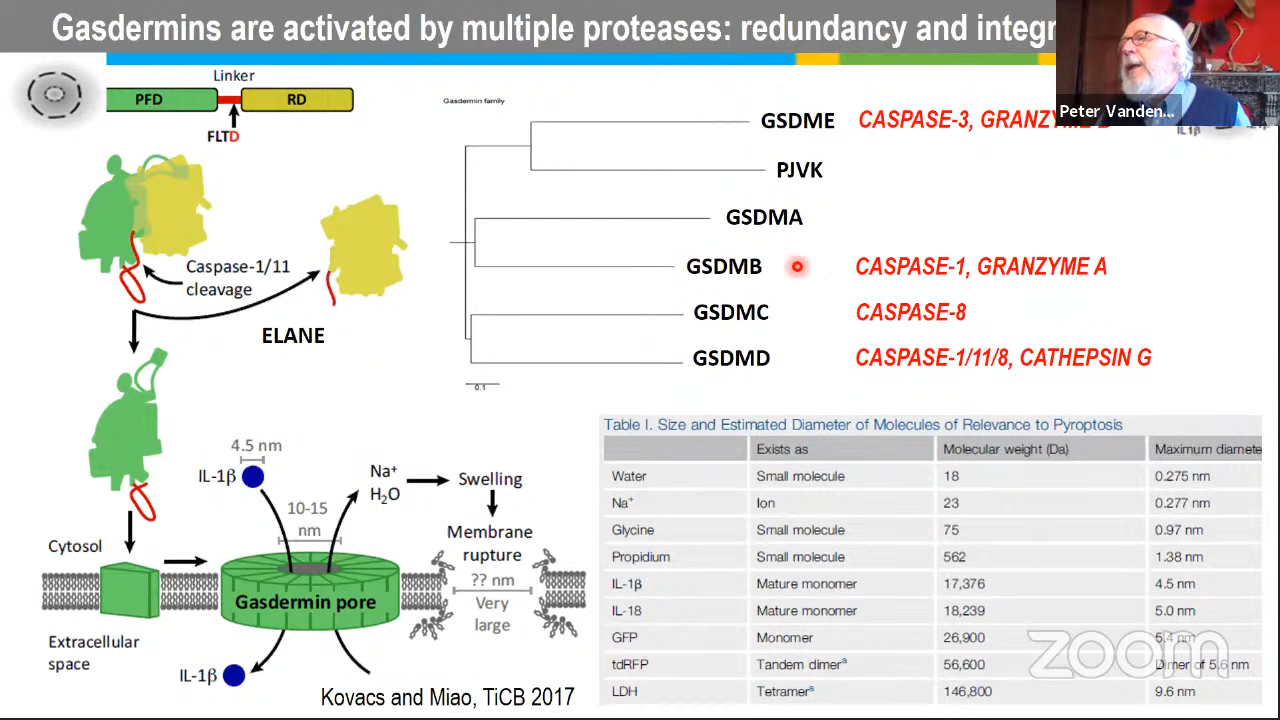 Gasdermins are activated by multiple proteases: redundancy and integr
Peter Vanden...
IL1β
Linker
PFD
RD
FLTD
Caspase-1/11
cleavage
ELANE
4.5 nm
IL-1β
10-15
nm
Na⁺
H₂O
Swelling
Membrane
rupture
?? nm
Very
large
Cytosol
Gasdermin pore
Extracellular
space
IL-1β
Kovacs and Miao, TiCB 2017
Gasdermin family
GSDME CASPASE-3, GRANZYME B
PJVK
GSDMA
GSDMB CASPASE-1, GRANZYME A
GSDMC CASPASE-8
GSDMD CASPASE-1/11/8, CATHEPSIN G
0.1
Table I. Size and Estimated Diameter of Molecules of Relevance to Pyroptosis
Exists as Molecular weight (Da) Maximum diamete
Water Small molecule 18 0.275 nm
Na⁺ Ion 23 0.277 nm
Glycine Small molecule 75 0.97 nm
Propidium Small molecule 562 1.38 nm
IL-1β Mature monomer 17,376 4.5 nm
IL-18 Mature monomer 18,239 5.0 nm
GFP Monomer 26,900 5.4 nm
tdRFP Tandem dimerᵃ 56,600 Dimer of 5.6 nm
LDH Tetramerᵃ 146,800 9.6 nm
zoom